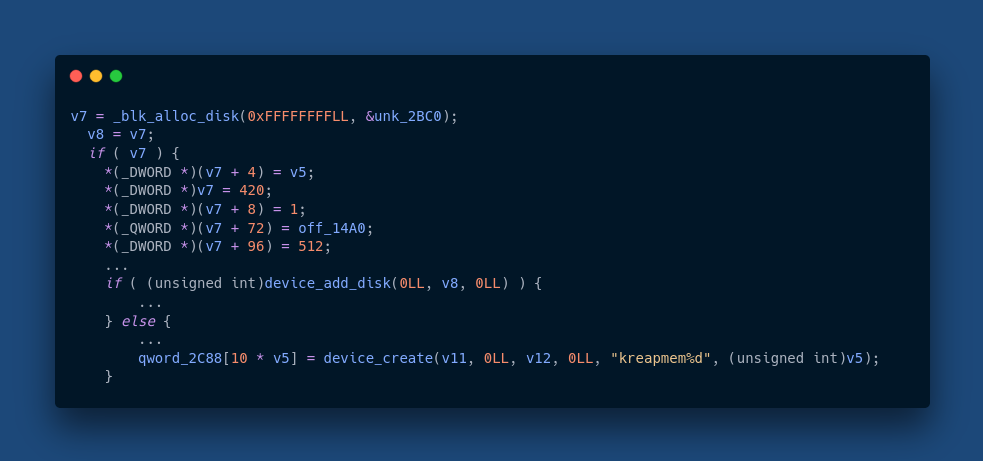 v7 = _blk_alloc_disk(0xFFFFFFFFLL, &unk_2BC0);
v8 = v7;
if ( v7 ) {
*(_DWORD *)(v7 + 4) = v5;
*(_DWORD *)v7 = 420;
*(_DWORD *)(v7 + 8) = 1;
*(_QWORD *)(v7 + 72) = off_14A0;
*(_DWORD *)(v7 + 96) = 512;
...
if ( (unsigned int)device_add_disk(0LL, v8, 0LL) ) {
...
} else {
...
qword_2C88[10 * v5] = device_create(v11, 0LL, v12, 0LL, "kreapmem%d", (unsigned int)v5);
}